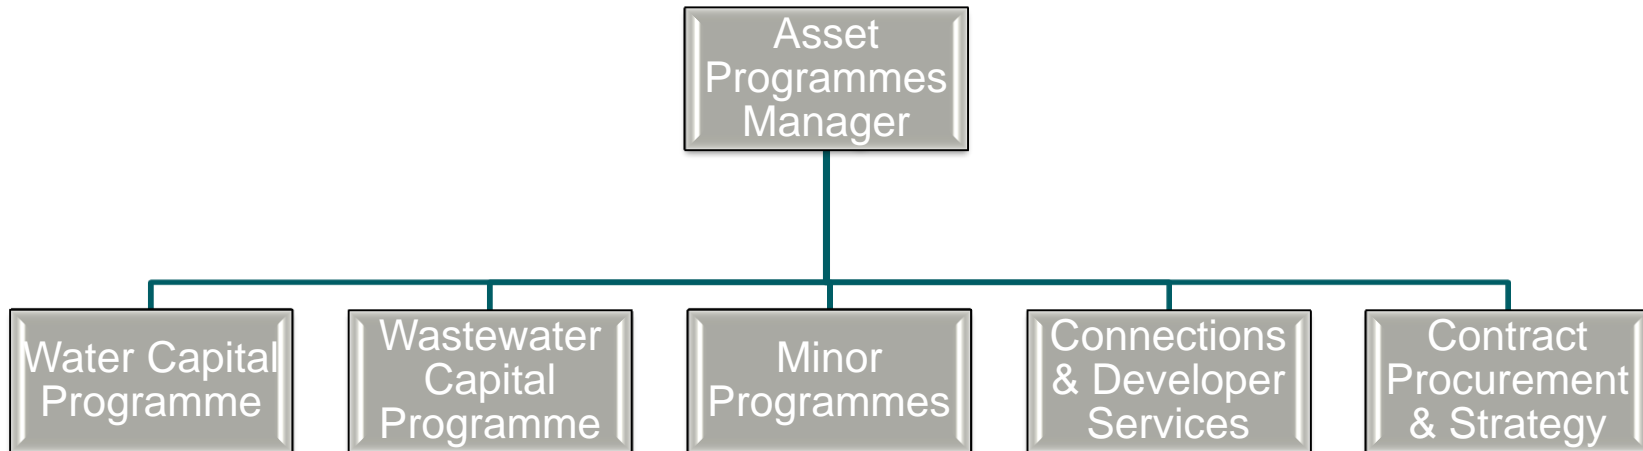 Asset
Programmes
Manager
Water Capital
Programme
Wastewater
Capital
Programme
Minor
Programmes
Connections
& Developer
Services
Contract
Procurement
& Strategy